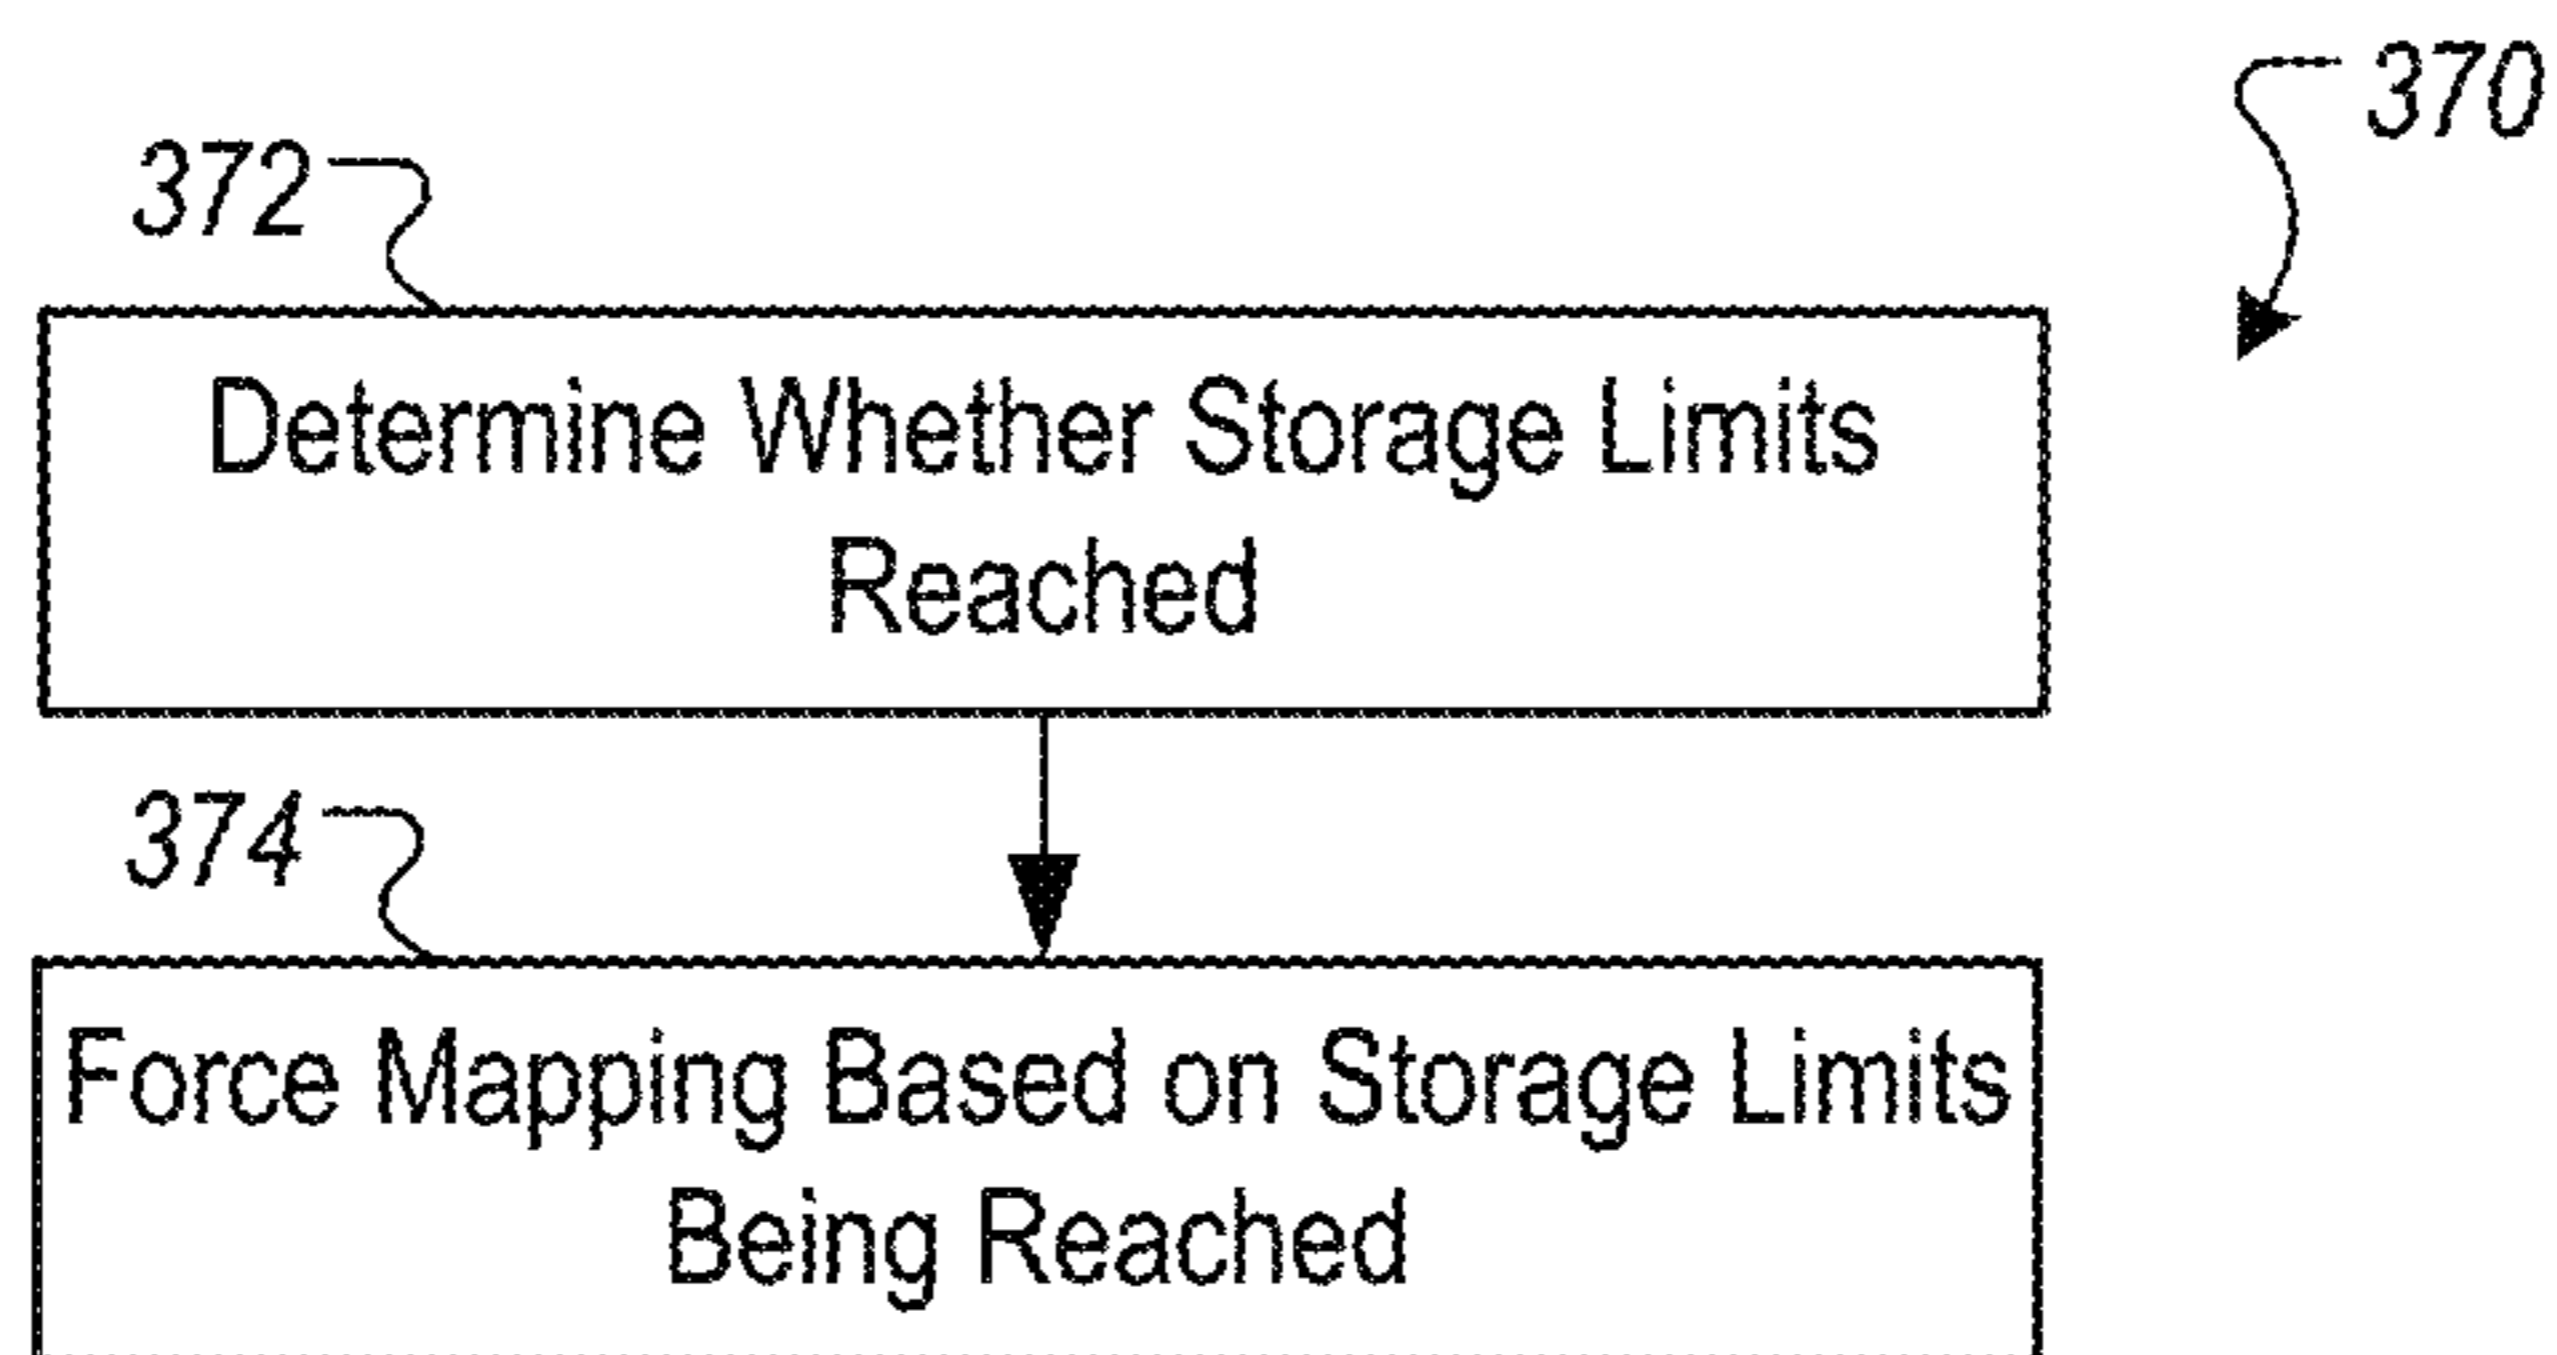 370
372
Determine Whether Storage Limits
Reached
374
Force Mapping Based on Storage Limits
Being Reached